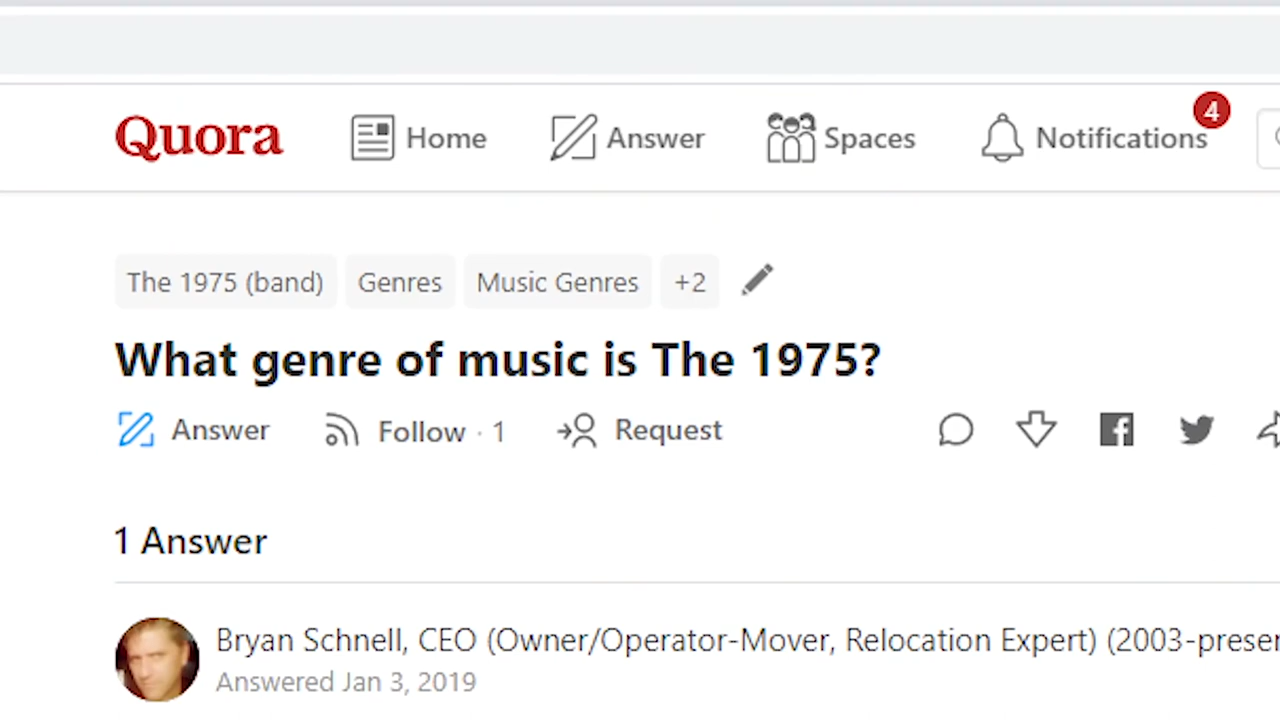 Quora Home Answer Spaces Notifications 4
The 1975 (band) Genres Music Genres +2
What genre of music is The 1975?
Answer Follow · 1 Request
1 Answer
Bryan Schnell, CEO (Owner/Operator-Mover, Relocation Expert) (2003-presen
Answered Jan 3, 2019